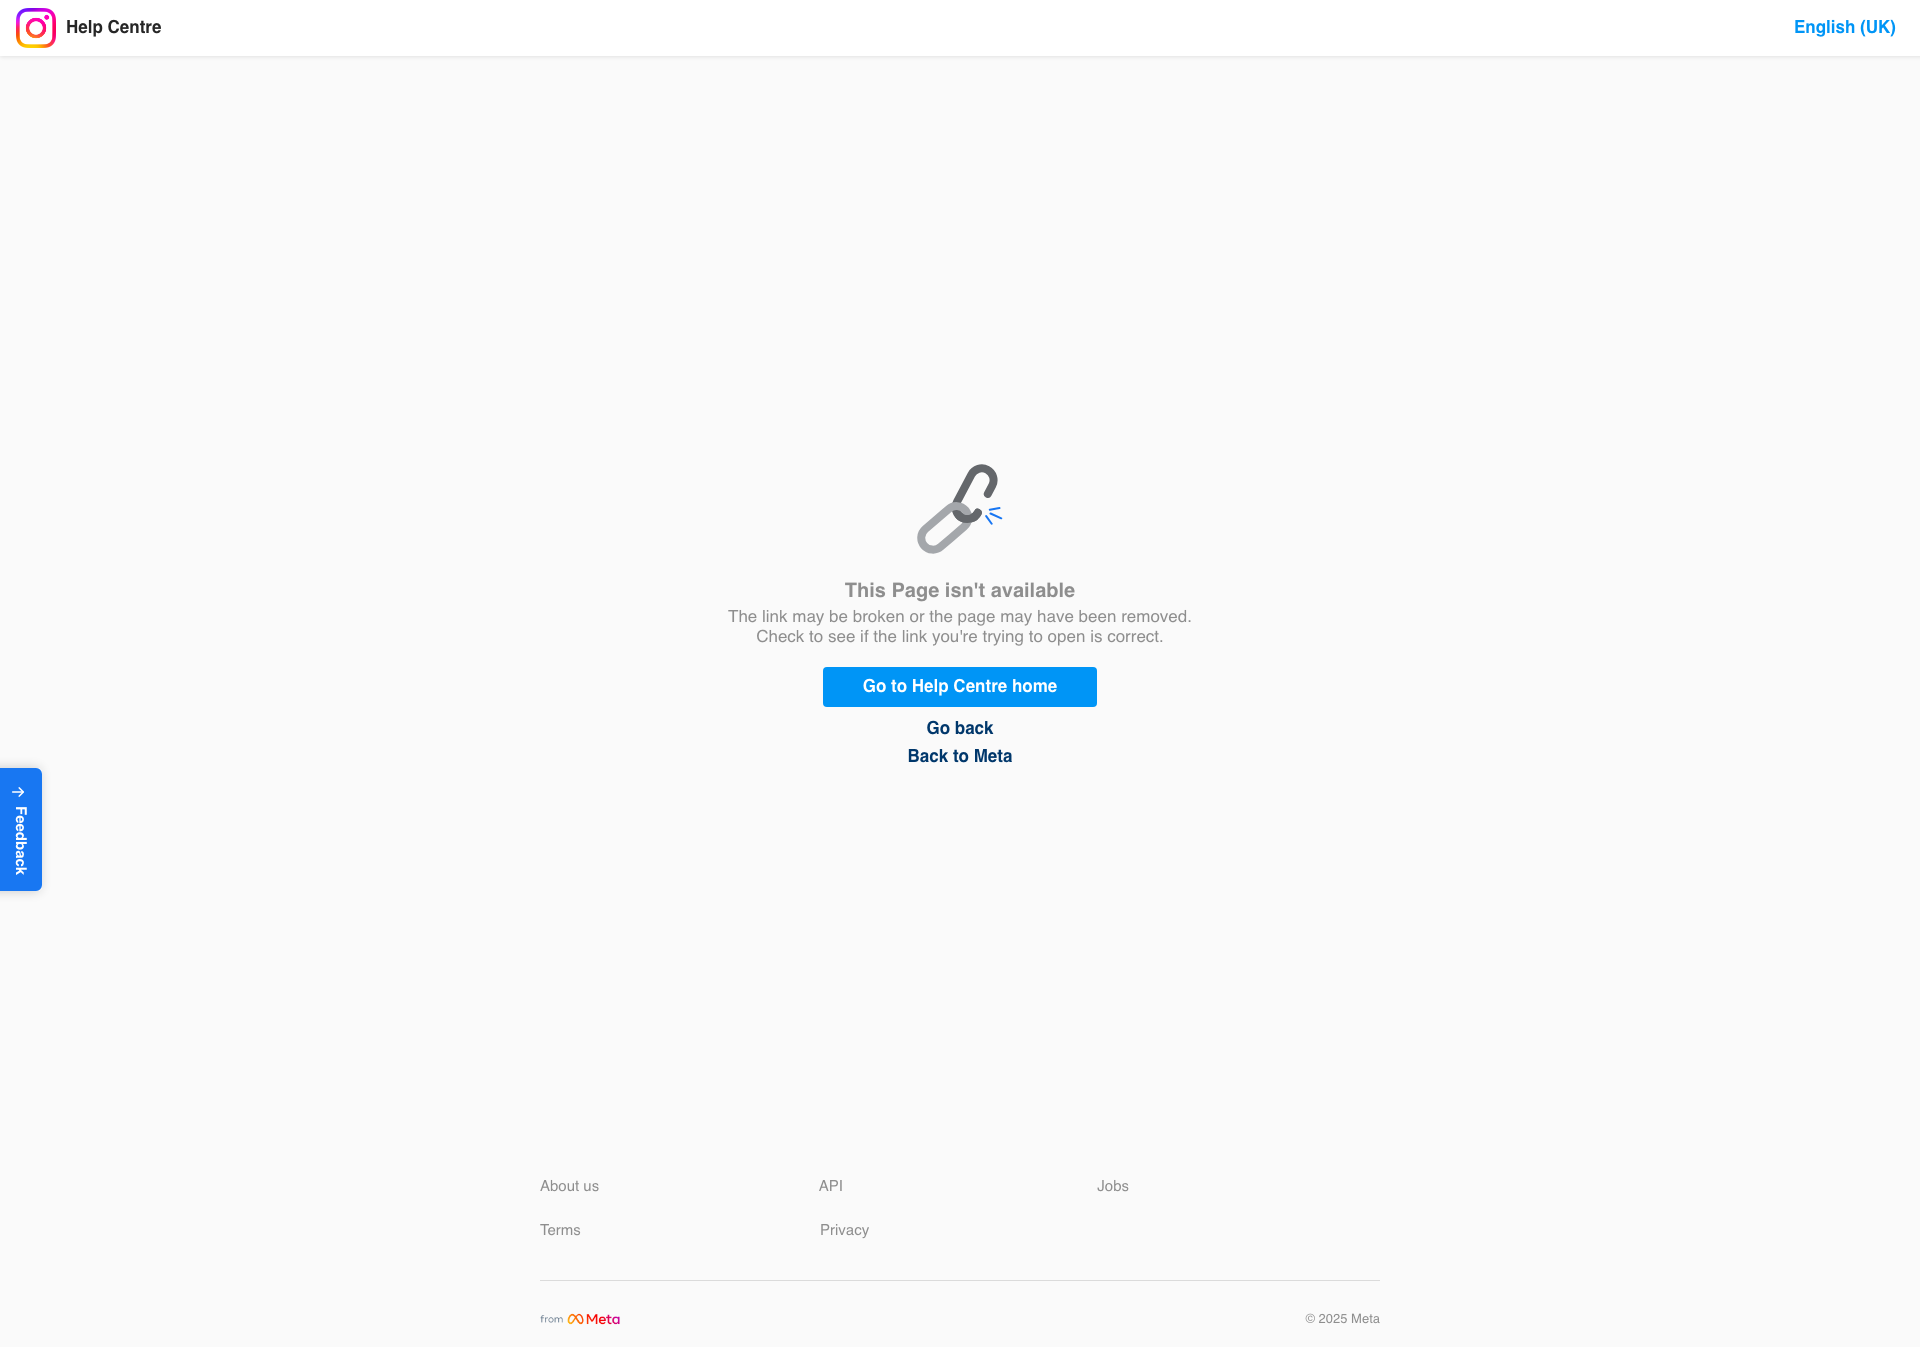 Help Centre
English (UK)
This Page isn't available
The link may be broken or the page may have been removed.
Check to see if the link you're trying to open is correct.
Go to Help Centre home
Go back
Back to Meta
Feedback
About us
API
Jobs
Terms
Privacy
from Meta
© 2025 Meta